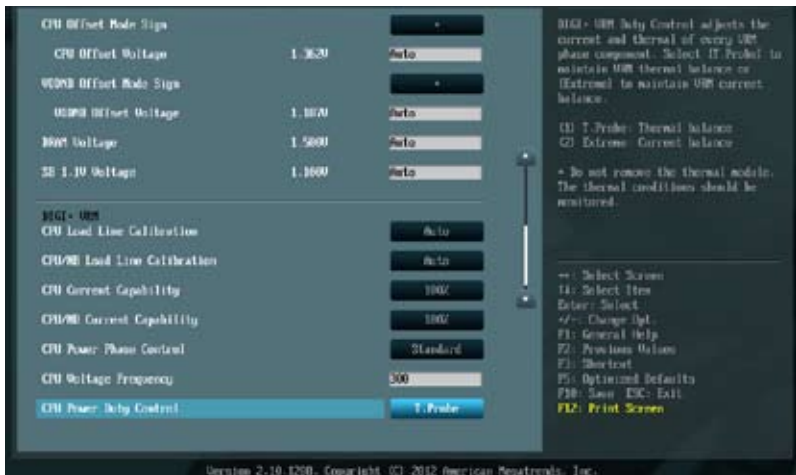 CPU Offset Mode Sign +
CPU Offset Voltage 1.362V Auto
VDDNB Offset Mode Sign +
VDDNB Offset Voltage 1.187V Auto
DRAM Voltage 1.500V Auto
SB 1.1V Voltage 1.100V Auto
DIGI+ VRM
CPU Load Line Calibration Auto
CPU/NB Load Line Calibration Auto
CPU Current Capability 100%
CPU/NB Current Capability 100%
CPU Power Phase Control Standard
CPU Voltage Frequency 300
CPU Power Duty Control T.Probe
DIGI+ VRM Duty Control adjusts the
current and thermal of every VRM
phase component. Select [T.Probe] to
maintain VRM thermal balance or
[Extreme] to maintain VRM current
balance.
(1) T.Probe: Thermal balance
(2) Extreme: Current balance
* Do not remove the thermal module.
The thermal conditions should be
monitored.
→←: Select Screen
↑↓: Select Item
Enter: Select
+/-: Change Opt.
F1: General Help
F2: Previous Values
F3: Shortcut
F5: Optimized Defaults
F10: Save ESC: Exit
F12: Print Screen
Version 2.10.1208. Copyright (C) 2012 American Megatrends, Inc.